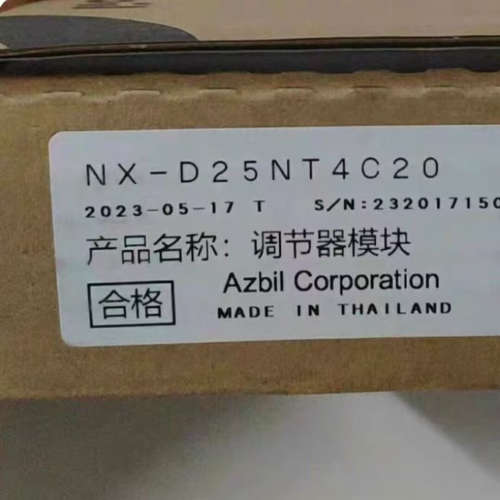 NX-D25NT4C20
2023-05-17 T S/N:232017150
产品名称：调节器模块
合格 Azbil Corporation
MADE IN THAILAND